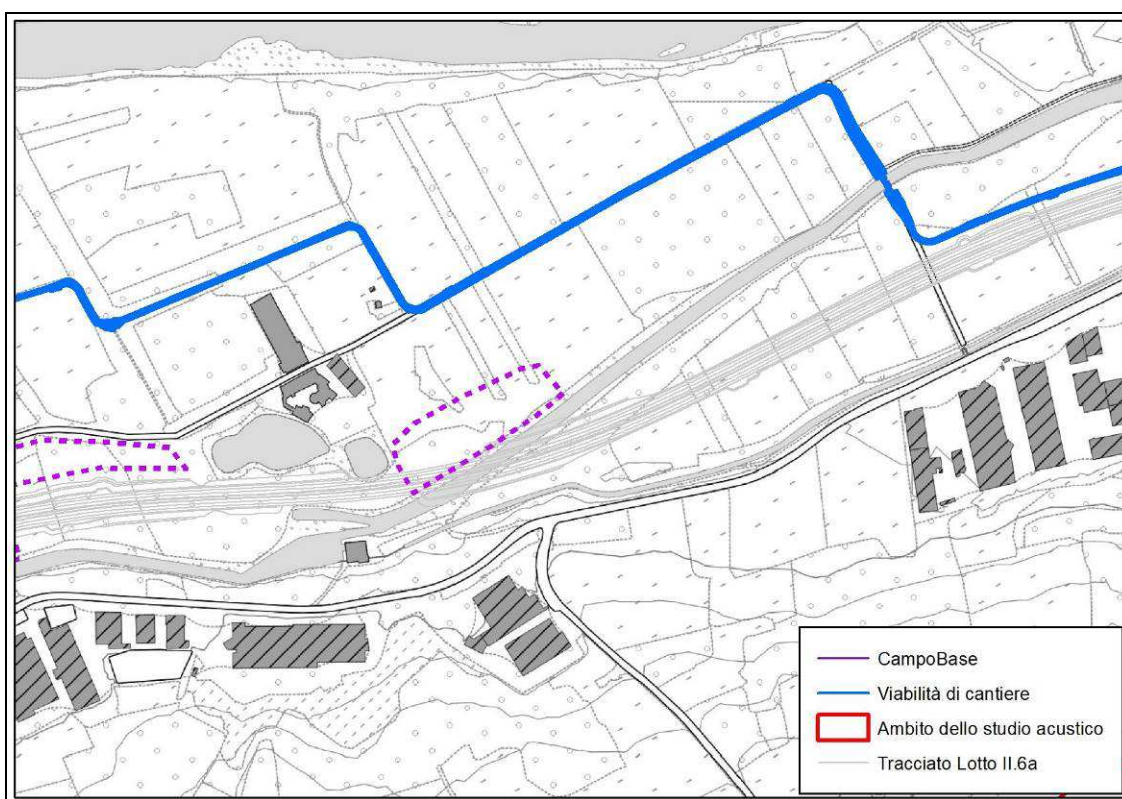 CampoBase
Viabilità di cantiere
Ambito dello studio acustico
Tracciato Lotto II.6a